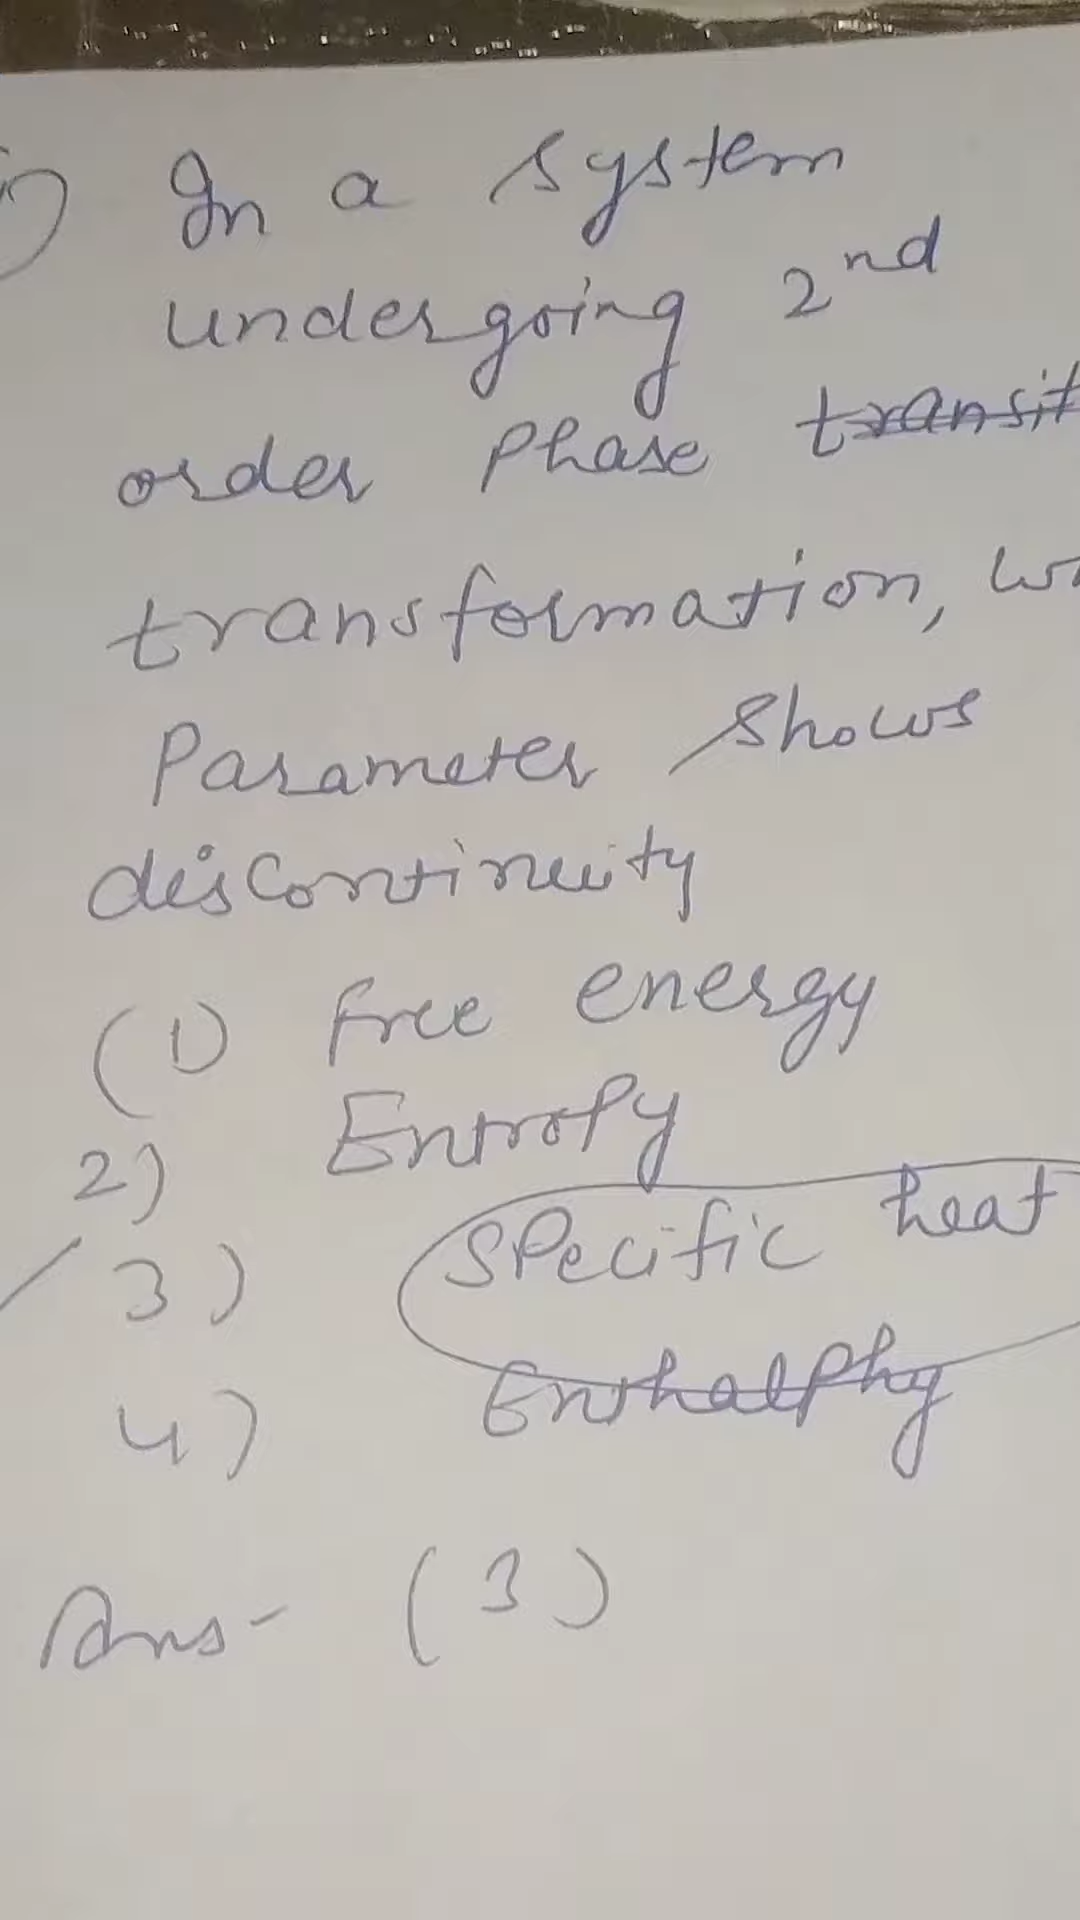 In a system
undergoing 2nd
order Phase transit
transformation,
Parameter shows
discontinuity
(1) free energy
2) Entropy
3) Specific heat
4) Enthalphy
Ans- (3)